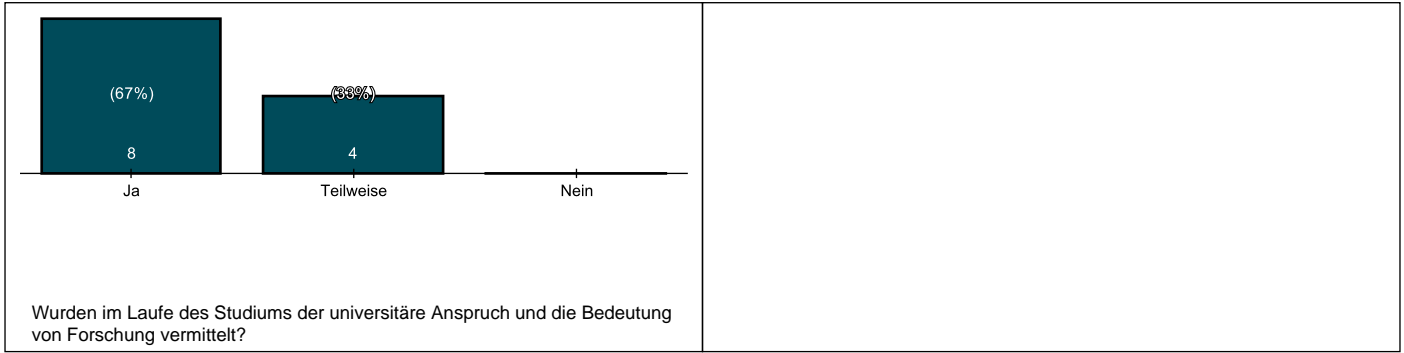 (67%)
(33%)
8
4
Ja
Teilweise
Nein
Wurden im Laufe des Studiums der universitäre Anspruch und die Bedeutung
von Forschung vermittelt?